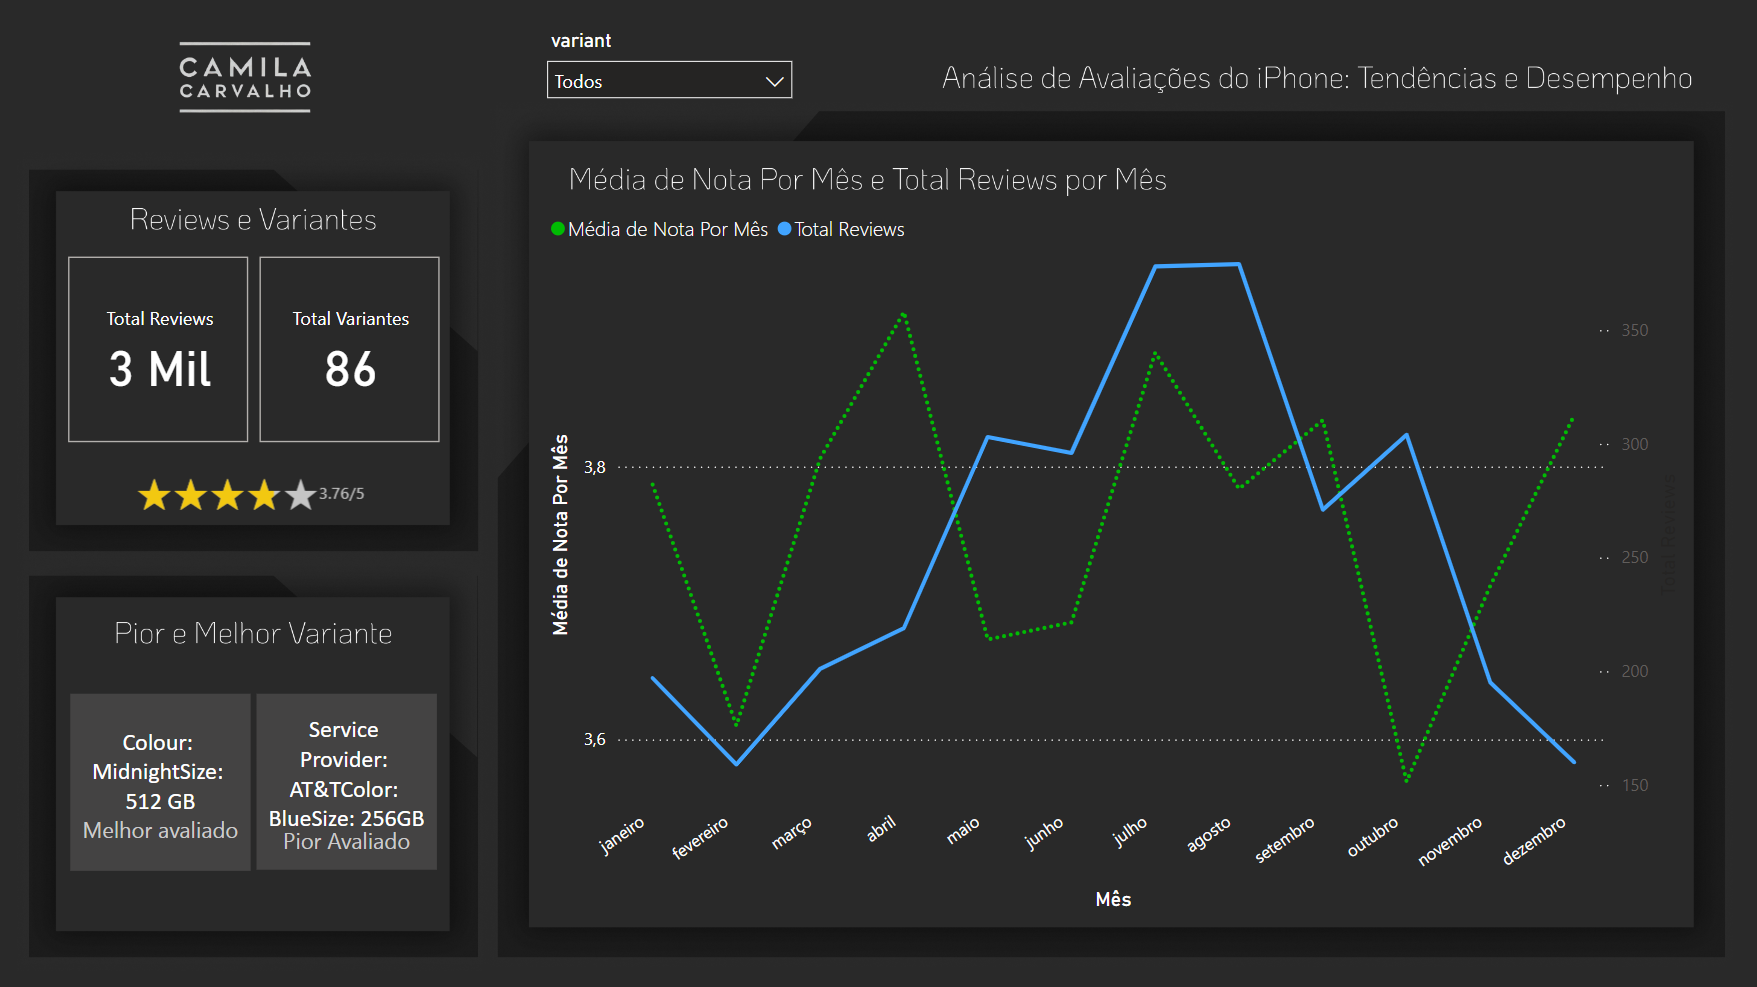 CAMILA
CARVALHO
variant
Todos
Análise de Avaliações do iPhone: Tendências e Desempenho
Reviews e Variantes
Total Reviews
3 Mil
Total Variantes
86
3.76/5
Pior e Melhor Variante
Colour:
MidnightSize:
512 GB
Melhor avaliado
Service
Provider:
AT&TColor:
BlueSize: 256GB
Pior Avaliado
Média de Nota Por Mês e Total Reviews por Mês
Média de Nota Por Mês
Total Reviews
Média de Nota Por Mês
3,8
3,6
350
300
250
200
150
Total Reviews
janeiro
fevereiro
março
abril
maio
junho
julho
agosto
setembro
outubro
novembro
dezembro
Mês